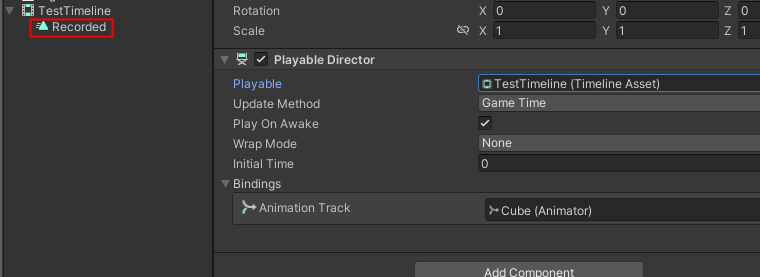 TestTimeline
Recorded
Rotation X 0 Y 0 Z 0
Scale X 1 Y 1 Z 1
Playable Director
Playable TestTimeline (Timeline Asset)
Update Method Game Time
Play On Awake
Wrap Mode None
Initial Time 0
Bindings
Animation Track Cube (Animator)
Add Component